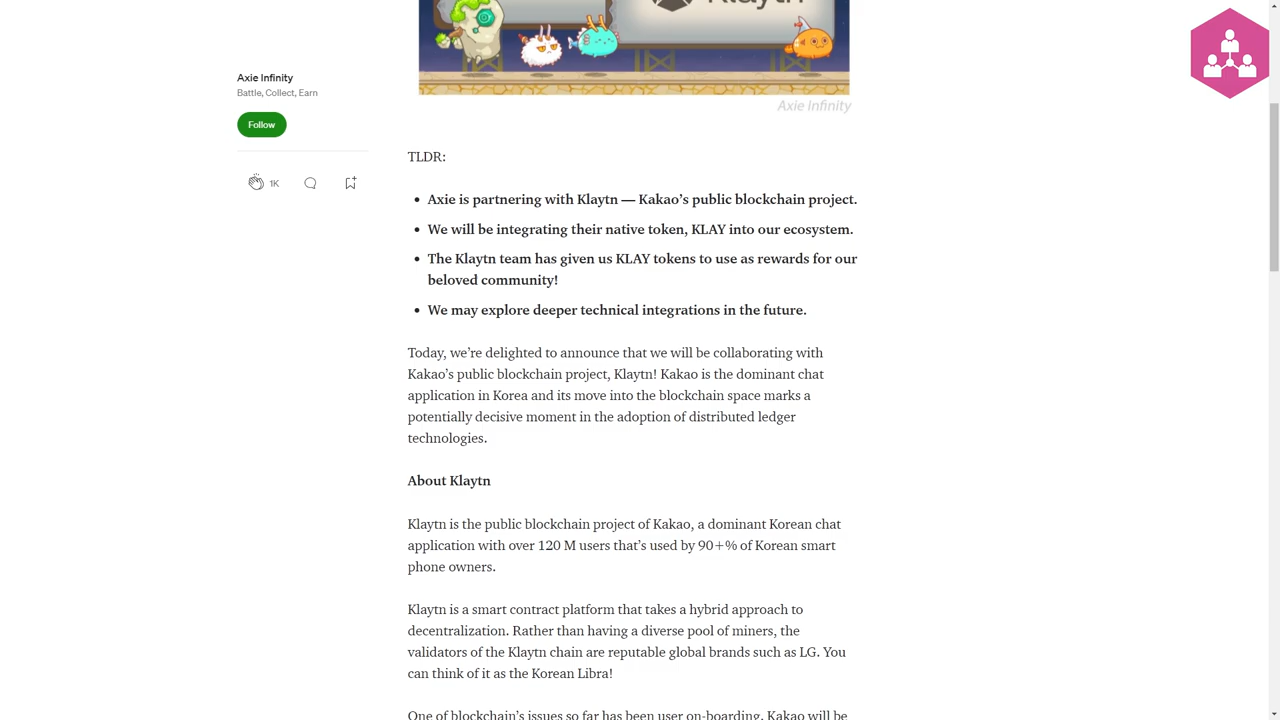 Klaytn
Axie Infinity
Battle, Collect, Earn
Follow
1K
Axie Infinity
TLDR:
Axie is partnering with Klaytn — Kakao’s public blockchain project.
We will be integrating their native token, KLAY into our ecosystem.
The Klaytn team has given us KLAY tokens to use as rewards for our
beloved community!
We may explore deeper technical integrations in the future.
Today, we’re delighted to announce that we will be collaborating with
Kakao’s public blockchain project, Klaytn! Kakao is the dominant chat
application in Korea and its move into the blockchain space marks a
potentially decisive moment in the adoption of distributed ledger
technologies.
About Klaytn
Klaytn is the public blockchain project of Kakao, a dominant Korean chat
application with over 120 M users that’s used by 90+% of Korean smart
phone owners.
Klaytn is a smart contract platform that takes a hybrid approach to
decentralization. Rather than having a diverse pool of miners, the
validators of the Klaytn chain are reputable global brands such as LG. You
can think of it as the Korean Libra!
One of blockchain’s issues so far has been user on-boarding. Kakao will be